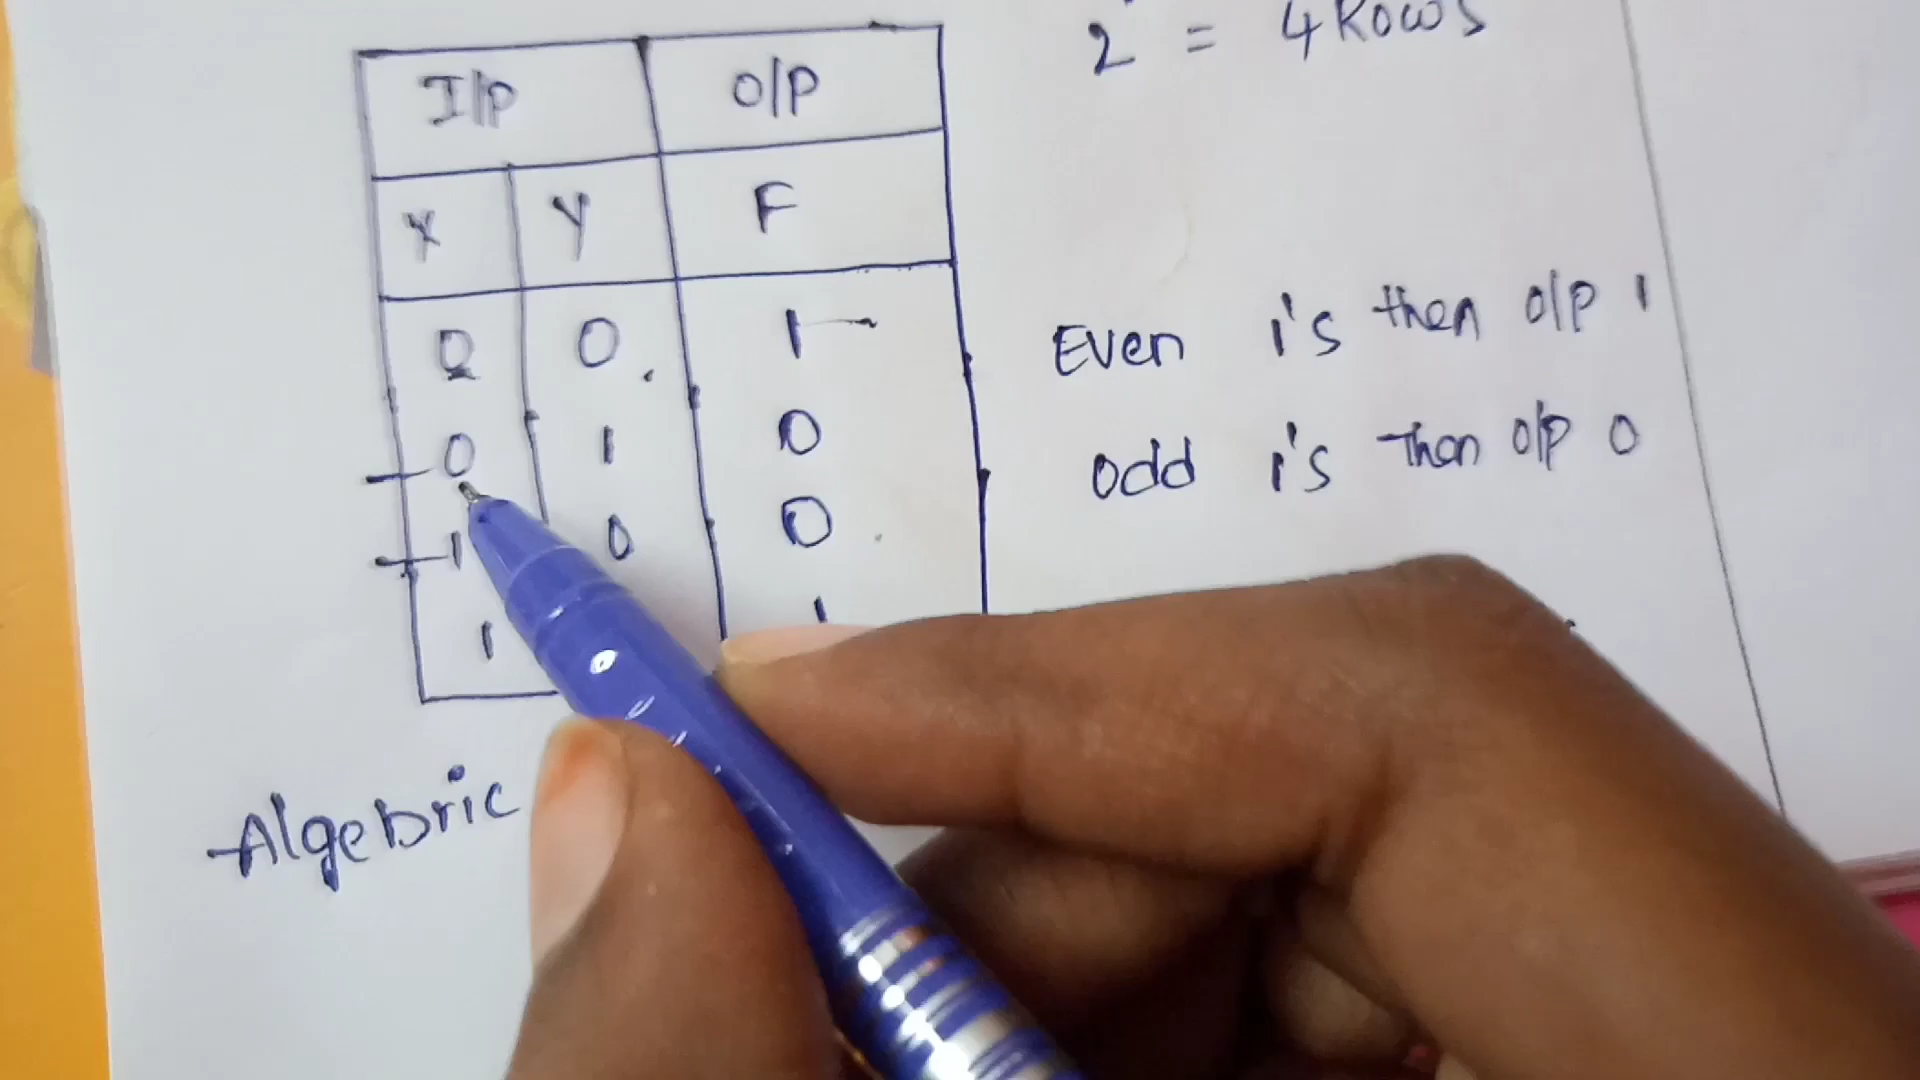 2 = 4 Rows
I/P O/P
X Y F
0 0 1
0 1 0
1 0 0
1 1
Even 1's then O/P 1
odd 1's then O/P 0
Algebric